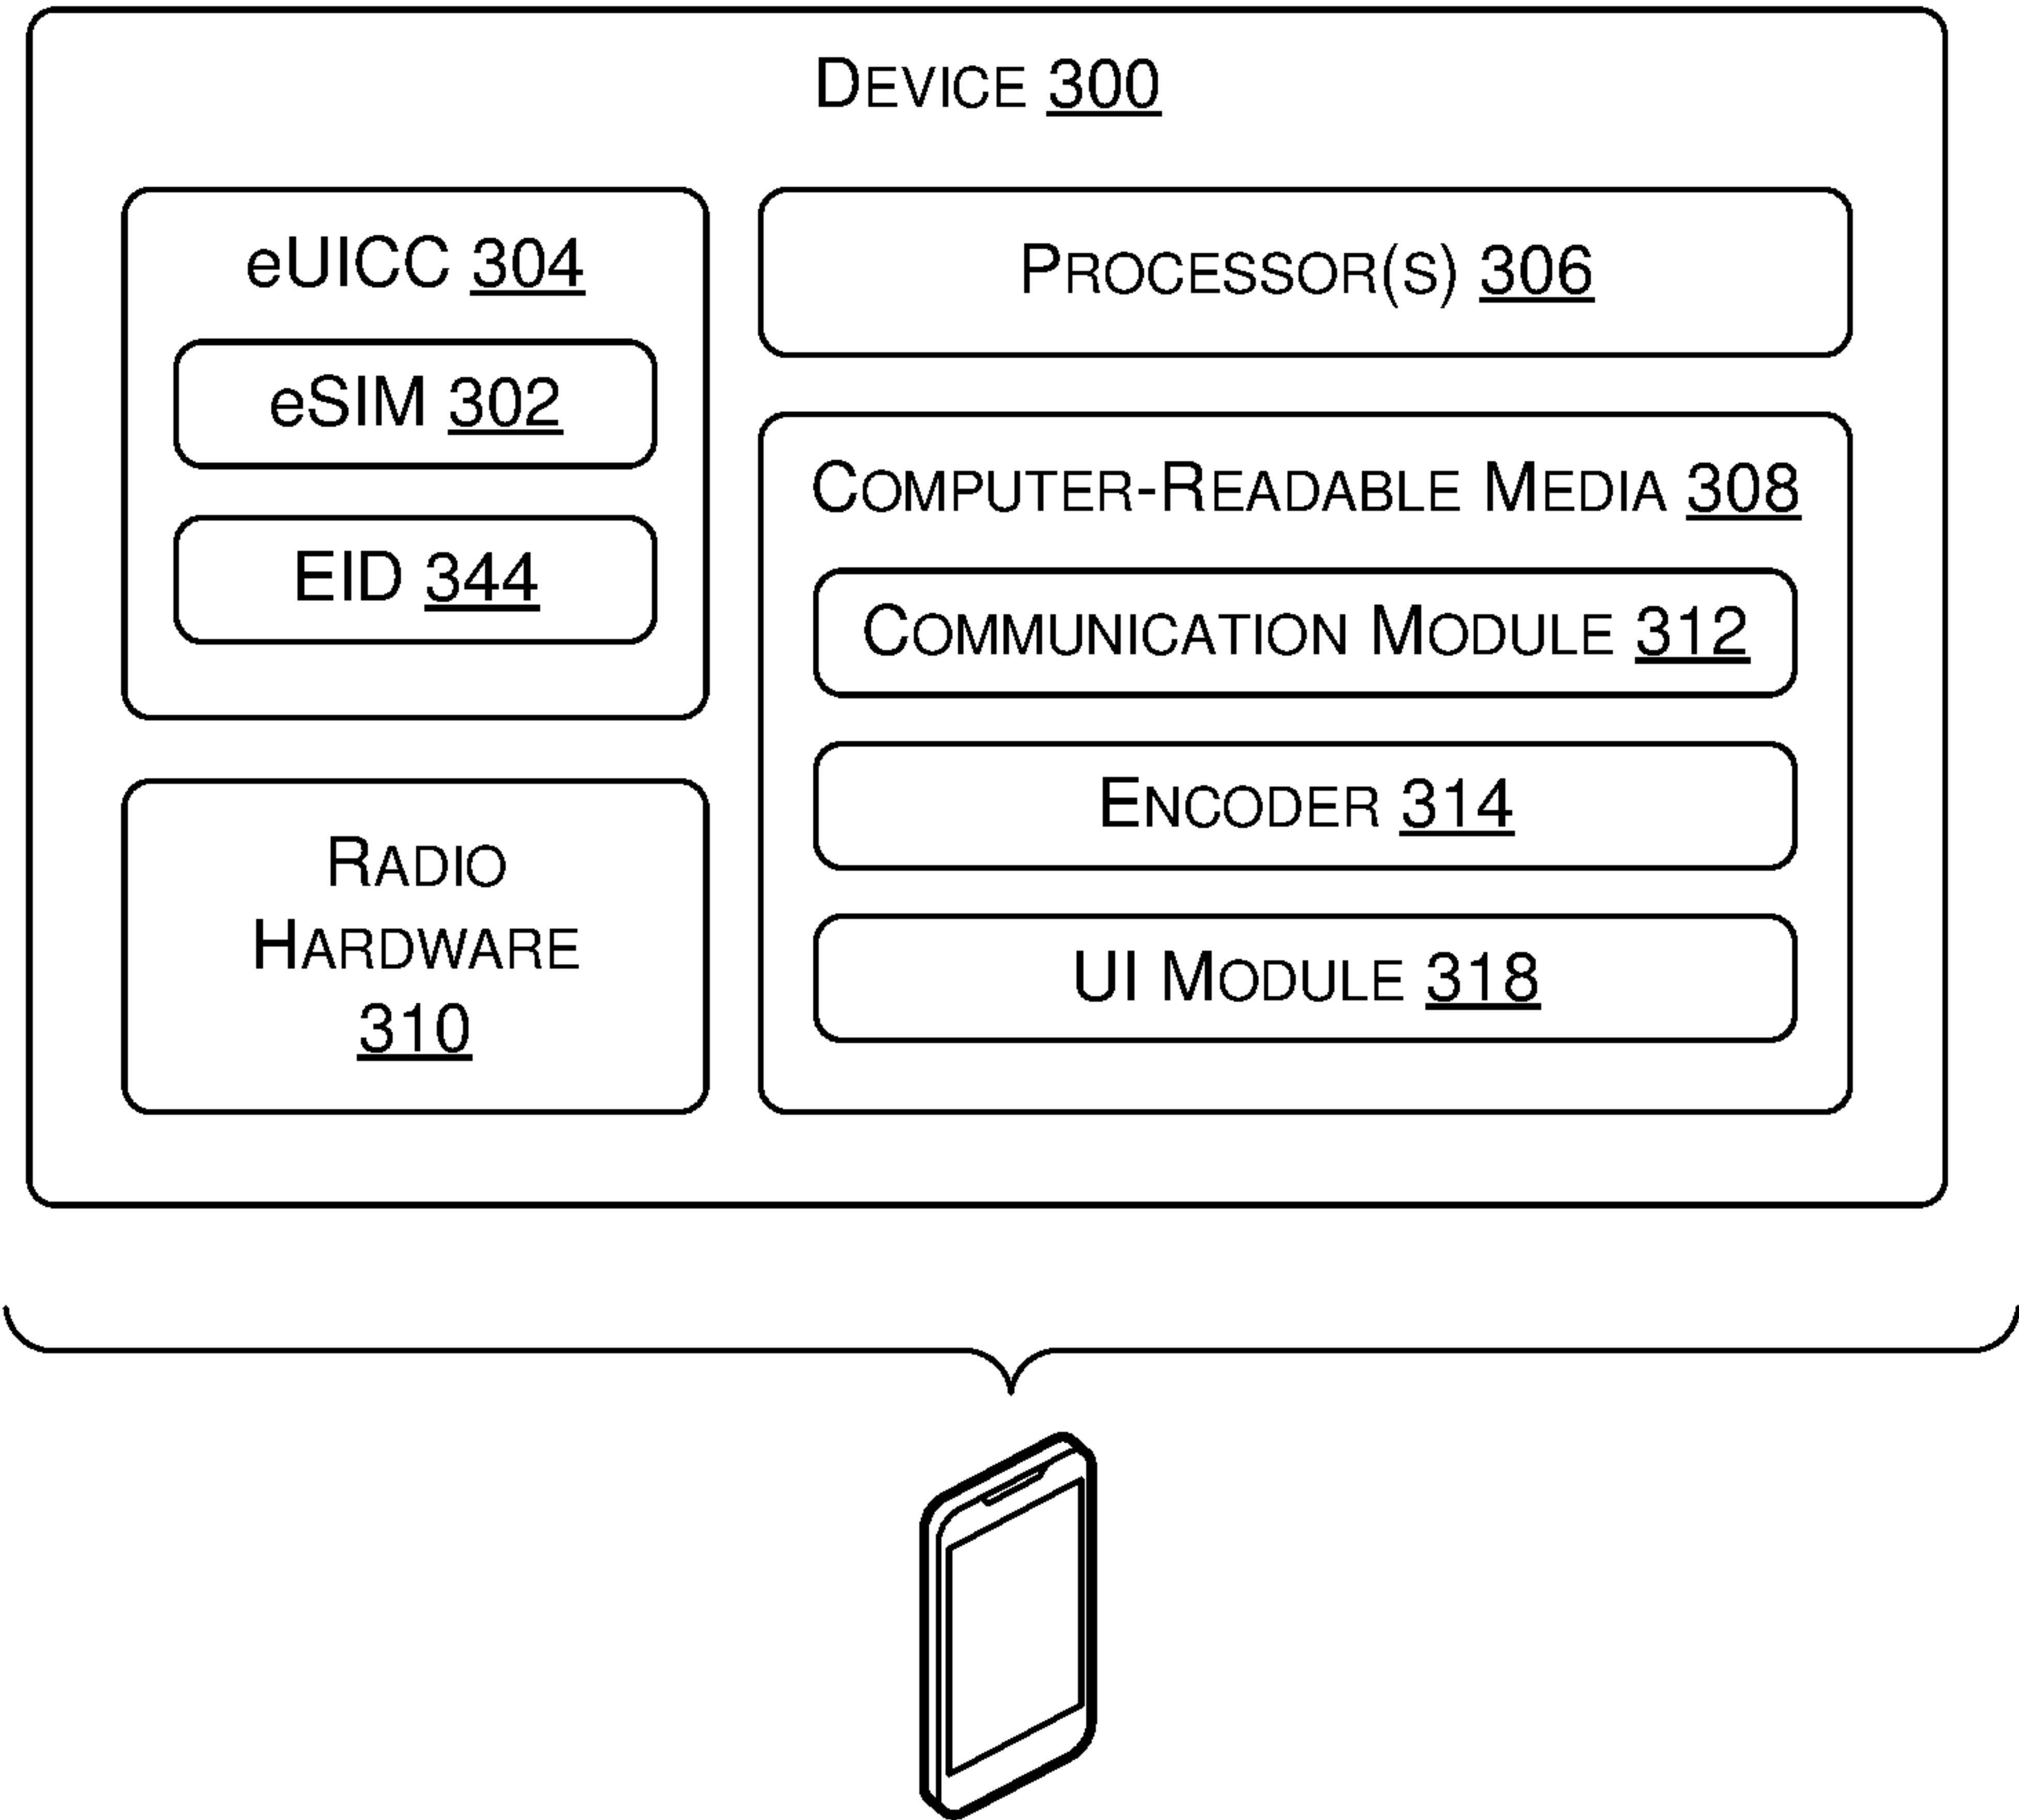 DEVICE 300
eUICC 304
eSIM 302
EID 344
RADIO
HARDWARE
310
PROCESSOR(S) 306
COMPUTER-READABLE MEDIA 308
COMMUNICATION MODULE 312
ENCODER 314
UI MODULE 318